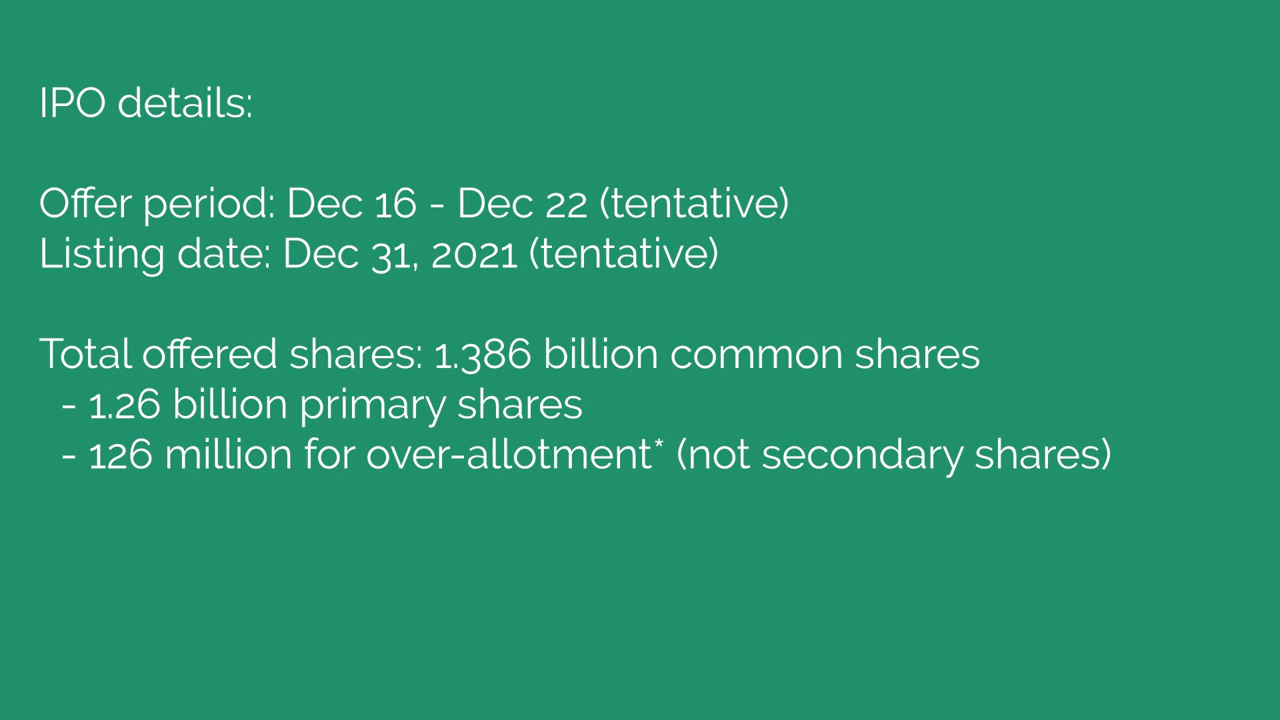 IPO details:
Offer period: Dec 16 - Dec 22 (tentative)
Listing date: Dec 31, 2021 (tentative)
Total offered shares: 1.386 billion common shares
- 1.26 billion primary shares
- 126 million for over-allotment* (not secondary shares)